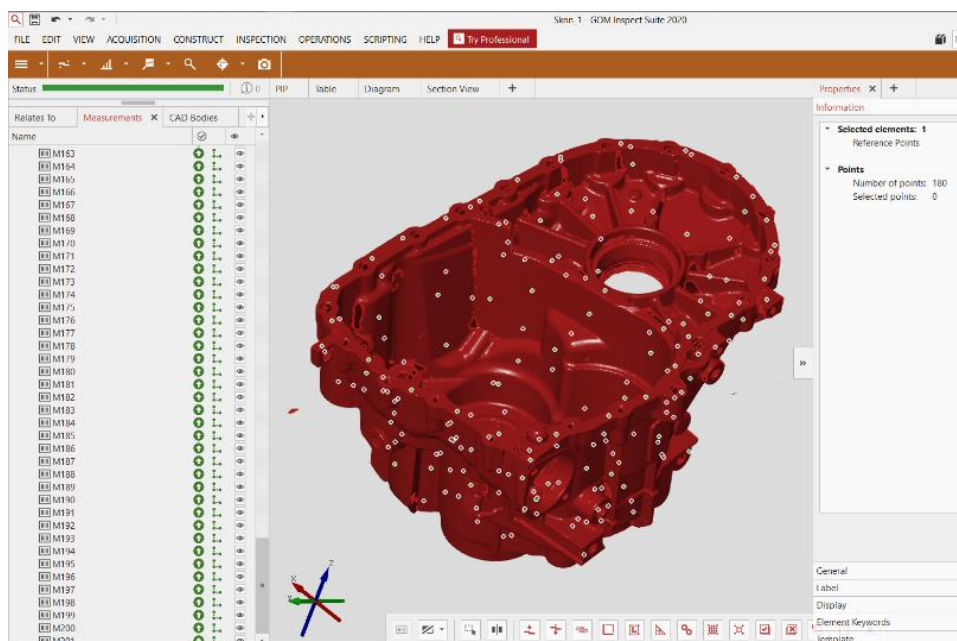 Skrin_1 - GOM Inspect Suite 2020
FILE EDIT VIEW ACQUISITION CONSTRUCT INSPECTION OPERATIONS SCRIPTING HELP Try Professional
Status 0 PIP Table Diagram Section View + Properties X +
Relates To Measurements X CAD Bodies + Information
Name
Selected elements: 1
Reference Points
Points
Number of points: 180
Selected points: 0
M163
M164
M165
M166
M167
M168
M169
M170
M171
M172
M173
M174
M175
M176
M177
M178
M179
M180
M181
M182
M183
M184
M185
M186
M187
M188
M189
M190
M191
M192
M193
M194
M195
M196
M197
M198
M199
M200
M201
X
Y
Z
General
Label
Display
Element Keywords
Template